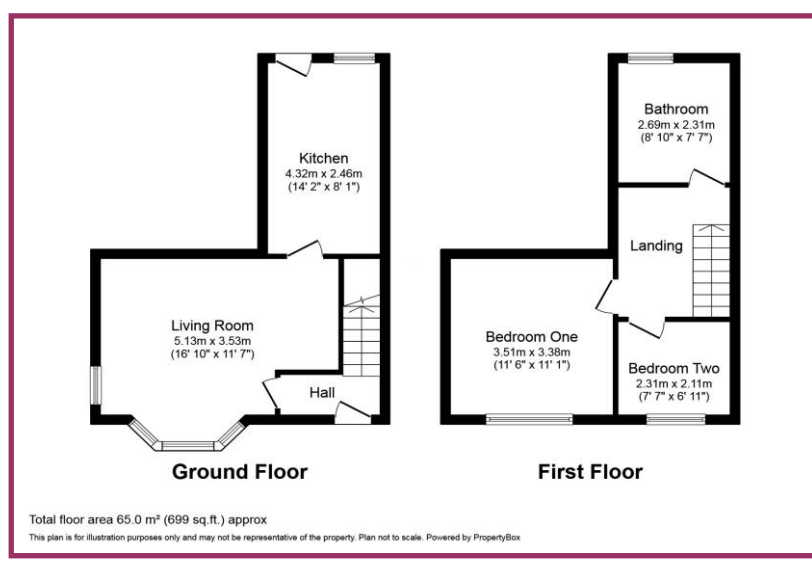 Kitchen
4.32m x 2.46m
(14' 2" x 8' 1")
Living Room
5.13m x 3.53m
(16' 10" x 11' 7")
Hall
Ground Floor
Bathroom
2.69m x 2.31m
(8' 10" x 7' 7")
Landing
Bedroom One
3.51m x 3.38m
(11' 6" x 11' 1")
Bedroom Two
2.31m x 2.11m
(7' 7" x 6' 11")
First Floor
Total floor area 65.0 m² (699 sq.ft.) approx
This plan is for illustration purposes only and may not be representative of the property. Plan not to scale. Powered by PropertyBox